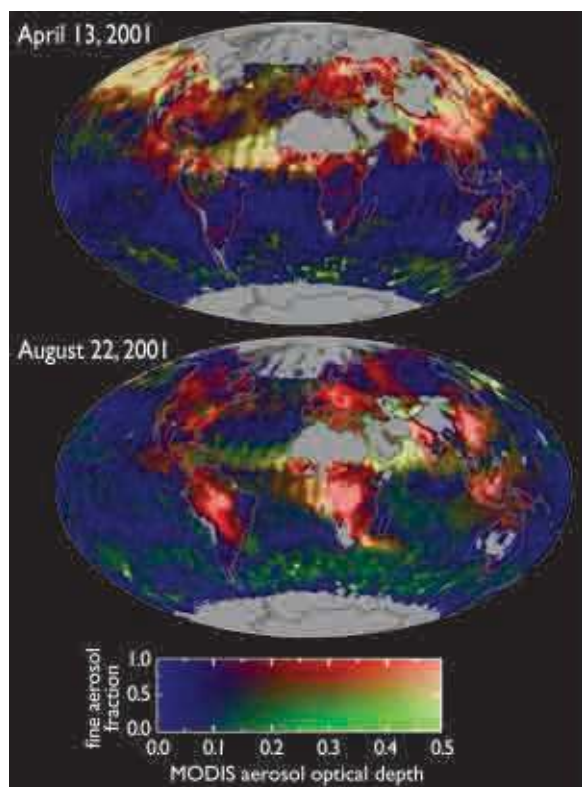 April 13, 2001
August 22, 2001
fine aerosol
fraction
1.0
0.5
0.0
0.0 0.1 0.2 0.3 0.4 0.5
MODIS aerosol optical depth